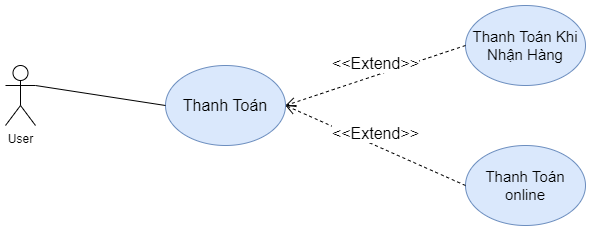 Thanh Toán Khi
Nhận Hàng
<<Extend>>
User
Thanh Toán
<<Extend>>
Thanh Toán
online